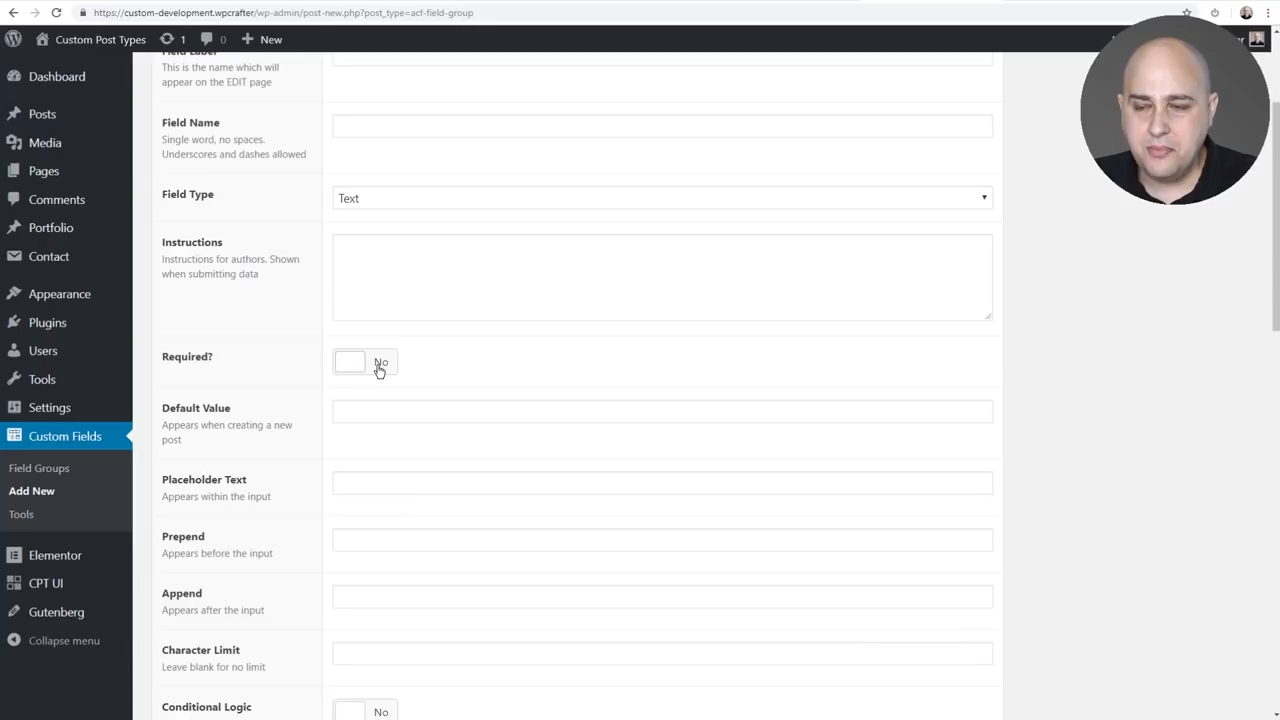 https://custom-development.wpcrafter/wp-admin/post-new.php?post_type=acf-field-group
Custom Post Types
1
0
New
Dashboard
Posts
Media
Pages
Comments
Portfolio
Contact
Appearance
Plugins
Users
Tools
Settings
Custom Fields
Field Groups
Add New
Tools
Elementor
CPT UI
Gutenberg
Collapse menu
Field Label
This is the name which will
appear on the EDIT page
Field Name
Single word, no spaces.
Underscores and dashes allowed
Field Type
Text
Instructions
Instructions for authors. Shown
when submitting data
Required?
No
Default Value
Appears when creating a new
post
Placeholder Text
Appears within the input
Prepend
Appears before the input
Append
Appears after the input
Character Limit
Leave blank for no limit
Conditional Logic
No